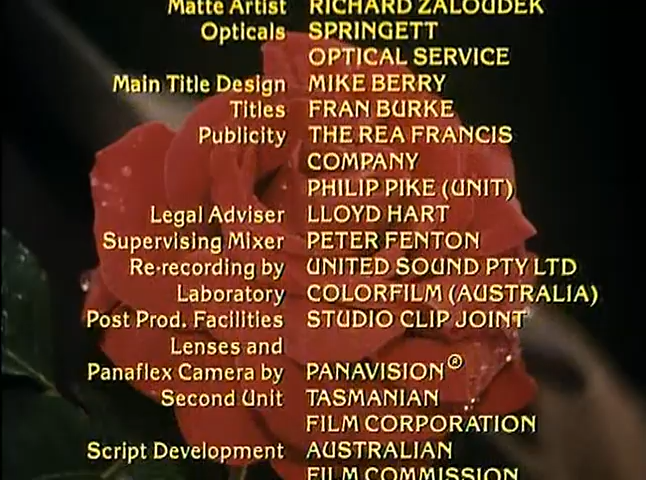 Matte Artist RICHARD ZALOUDEK
Opticals SPRINGETT
OPTICAL SERVICE
Main Title Design MIKE BERRY
Titles FRAN BURKE
Publicity THE REA FRANCIS
COMPANY
PHILIP PIKE (UNIT)
Legal Adviser LLOYD HART
Supervising Mixer PETER FENTON
Re-recording by UNITED SOUND PTY LTD
Laboratory COLORFILM (AUSTRALIA)
Post Prod. Facilities STUDIO CLIP JOINT
Lenses and
Panaflex Camera by PANAVISION®
Second Unit TASMANIAN
FILM CORPORATION
Script Development AUSTRALIAN
FILM COMMISSION